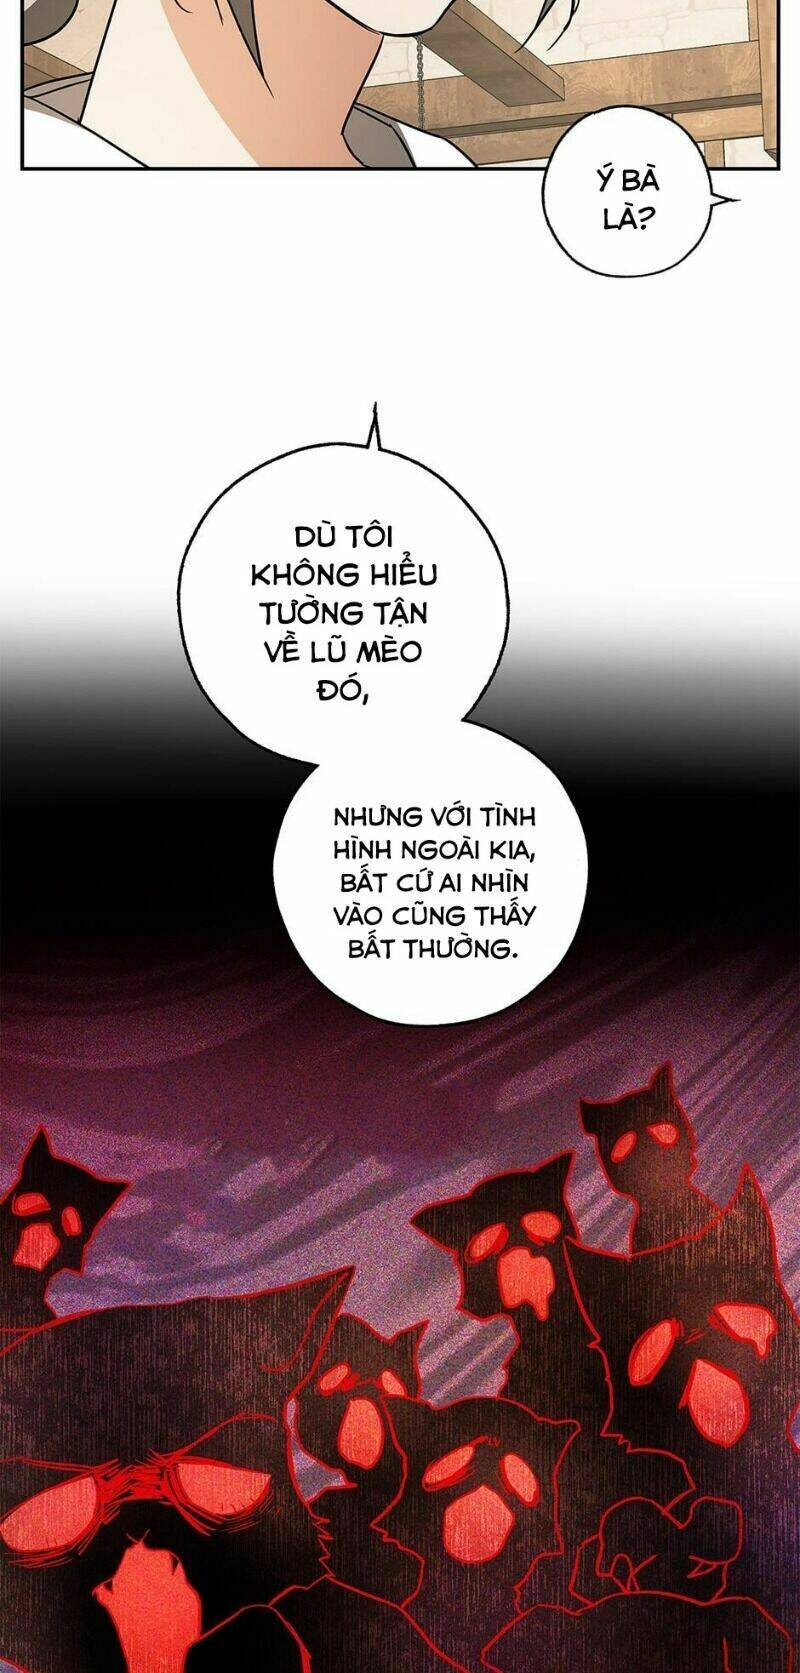 Ý BÀ
LÀ?
DÙ TÔI
KHÔNG HIỂU
TƯỜNG TẬN
VỀ LŨ MÈO
ĐÓ,
NHƯNG VỚI TÌNH
HÌNH NGOÀI KIA,
BẤT CỨ AI NHÌN
VÀO CŨNG THẤY
BẤT THƯỜNG.